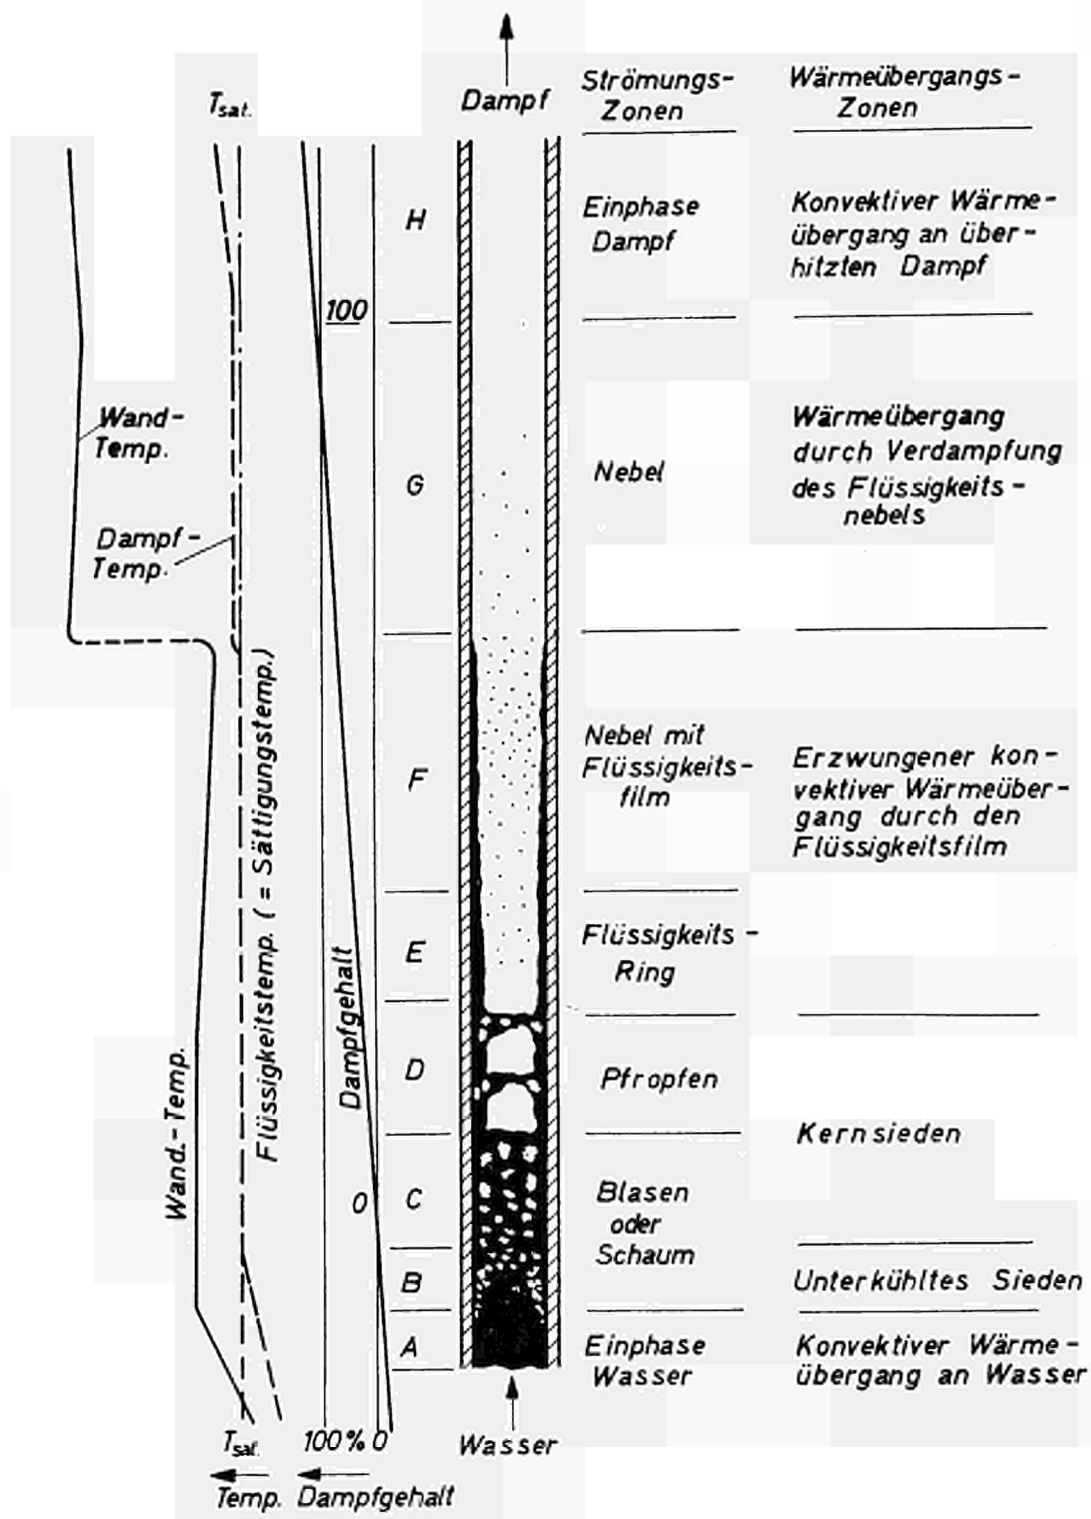 Dampf
Strömungs-
Zonen
Wärmeübergangs-
Zonen
Tsat.
H
Einphase
Dampf
Konvektiver Wärme-
übergang an über-
hitzten Dampf
100
Wand-
Temp.
G
Nebel
Wärmeübergang
durch Verdampfung
des Flüssigkeits-
nebels
Dampf-
Temp.
Flüssigkeitstemp. (= Sättigungstemp.)
F
Nebel mit
Flüssigkeits-
film
Erzwungener kon-
vektiver Wärmeüber-
gang durch den
Flüssigkeitsfilm
E
Flüssigkeits-
Ring
Dampfgehalt
D
Pfropfen
Wand.-Temp.
Kernsieden
0
C
Blasen
oder
Schaum
B
Unterkühltes Sieden
A
Einphase
Wasser
Konvektiver Wärme-
übergang an Wasser
Tsat.
100% 0
Wasser
Temp.
Dampfgehalt